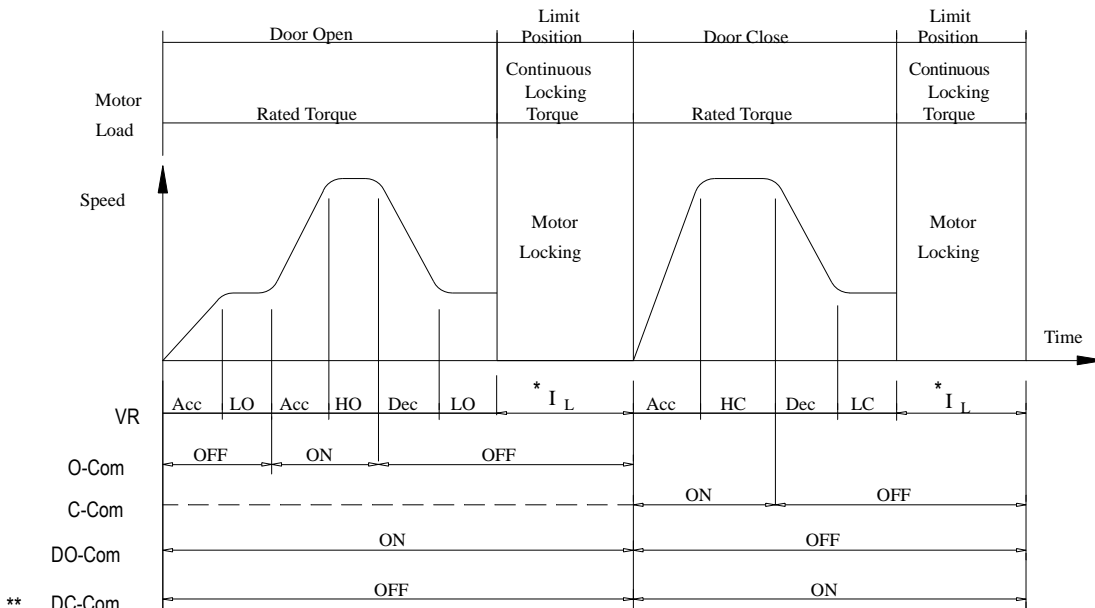 Limit Limit
Door Open Position Door Close Position
Continuous Continuous
Motor Locking Locking
Load Rated Torque Torque Rated Torque Torque
Speed
Motor Motor
Locking Locking
Time
VR Acc LO Acc HO Dec LO * I L Acc HC Dec LC * I L
O-Com OFF ON OFF
C-Com ON OFF
DO-Com ON OFF
** DC-Com OFF ON